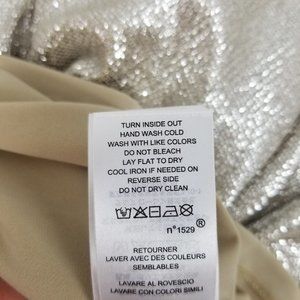 TURN INSIDE OUT
HAND WASH COLD
WASH WITH LIKE COLORS
DO NOT BLEACH
LAY FLAT TO DRY
COOL IRON IF NEEDED ON
REVERSE SIDE
DO NOT DRY CLEAN
n°1529®
RETOURNER
LAVER AVEC DES COULEURS
SEMBLABLES
LAVARE AL ROVESCIO
LAVARE CON COLORI SIMILI